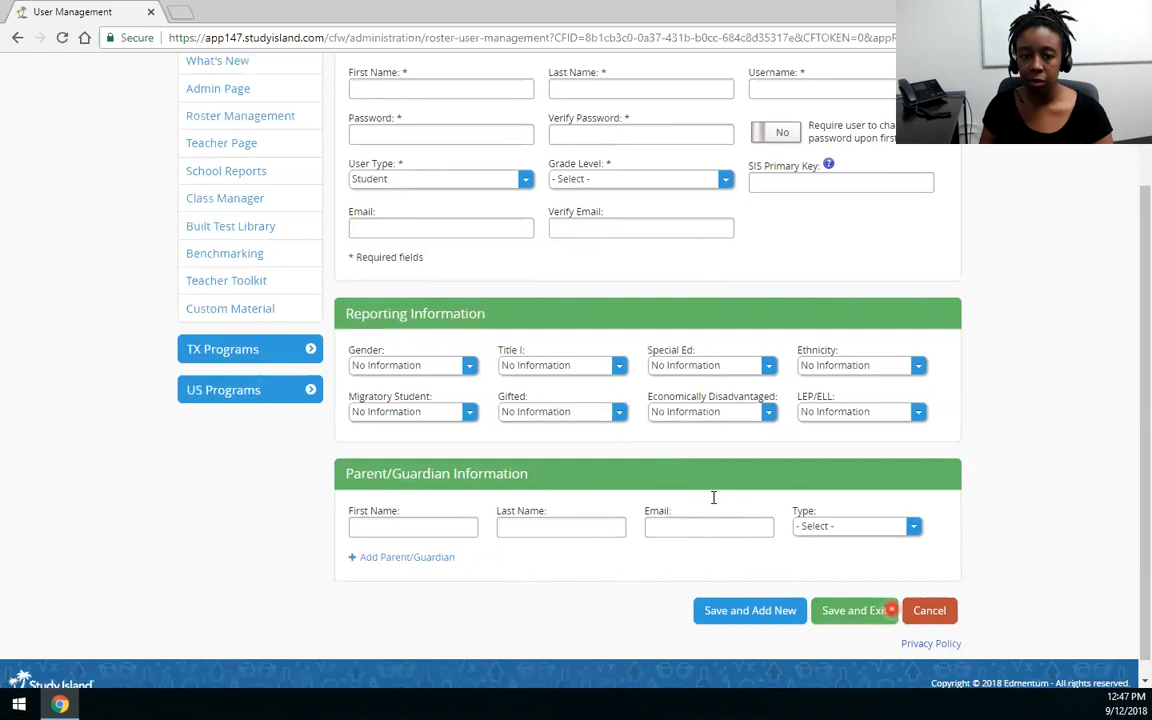 User Management
Secure https://app147.studyisland.com/cfw/administration/roster-user-management?CFID=8b1cb3c0-0a37-431b-b0cc-684c8d35317e&CFTOKEN=0&appR
What's New
Admin Page
Roster Management
Teacher Page
School Reports
Class Manager
Built Test Library
Benchmarking
Teacher Toolkit
Custom Material
TX Programs
US Programs
First Name: * Last Name: * Username: *
Password: * Verify Password: * No Require user to cha
password upon first
User Type: * Grade Level: * SIS Primary Key: ?
Student - Select -
Email: Verify Email:
* Required fields
Reporting Information
Gender: Title I: Special Ed: Ethnicity:
No Information No Information No Information No Information
Migratory Student: Gifted: Economically Disadvantaged: LEP/ELL:
No Information No Information No Information No Information
Parent/Guardian Information
First Name: Last Name: Email: Type:
- Select -
+ Add Parent/Guardian
Save and Add New Save and Exit Cancel
Privacy Policy
Study Island
Copyright © 2018 Edmentum - All rights reserved.
12:47 PM
9/12/2018